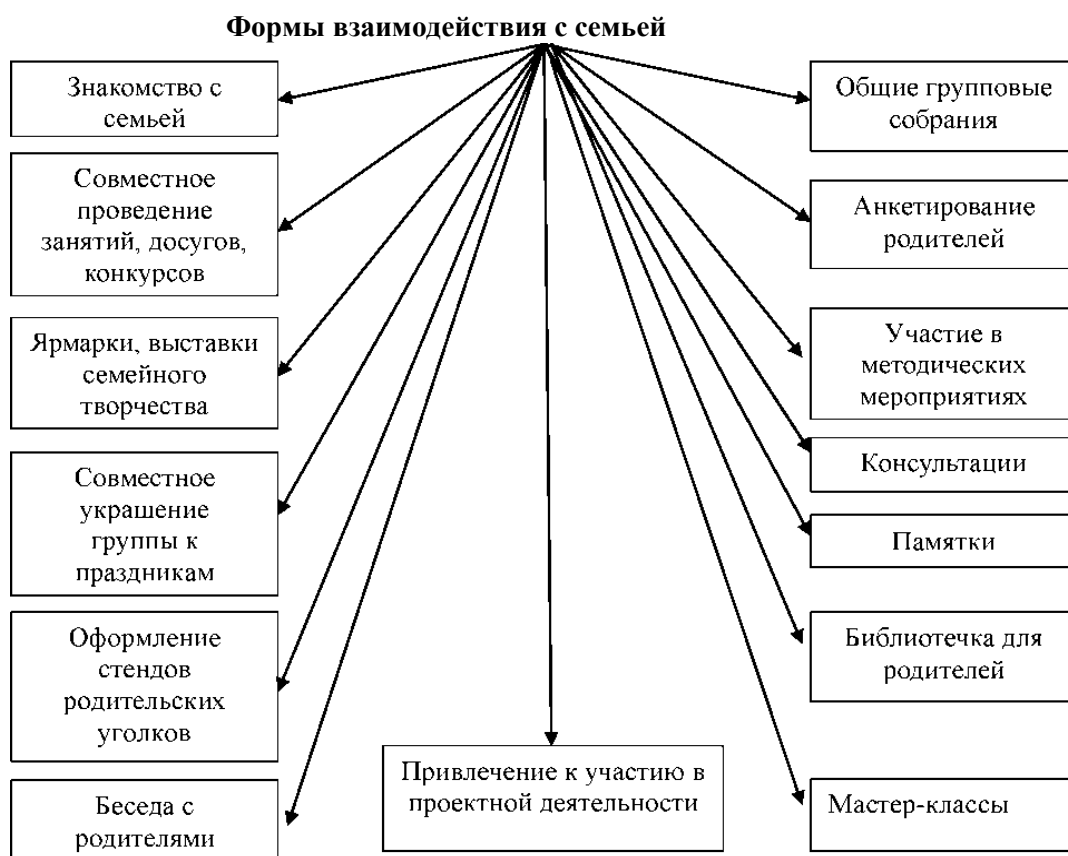 Формы взаимодействия с семьей
Знакомство с
семьей
Совместное
проведение
занятий, досугов,
конкурсов
Ярмарки, выставки
семейного
творчества
Совместное
украшение
группы к
праздникам
Оформление
стендов
родительских
уголков
Беседа с
родителями
Привлечение к участию в
проектной деятельности
Общие групповые
собрания
Анкетирование
родителей
Участие в
методических
мероприятиях
Консультации
Памятки
Библиотечка для
родителей
Мастер-классы